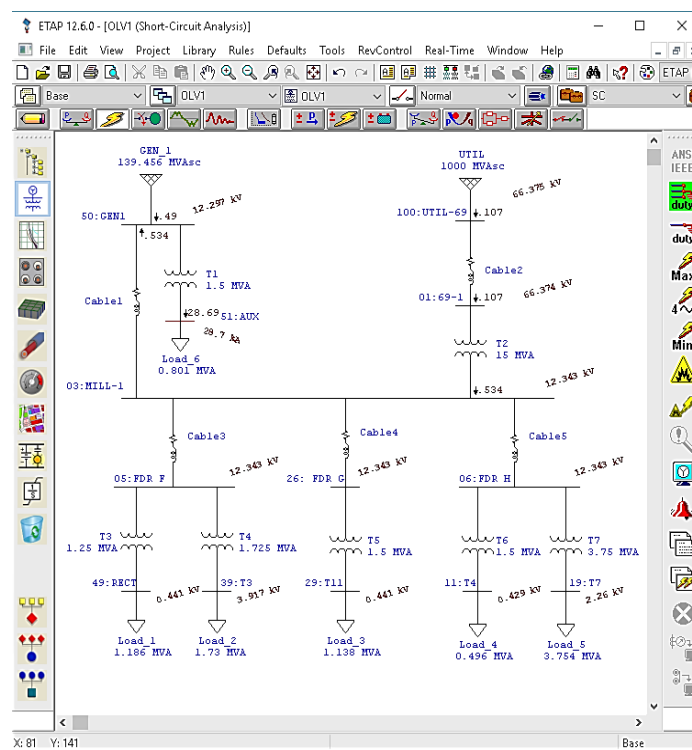 ETAP 12.6.0 - [OLV1 (Short-Circuit Analysis)]
File Edit View Project Library Rules Defaults Tools RevControl Real-Time Window Help
ETAP
Base OLV1 OLV1 Normal SC
GEN_1
139.456 MVAsc
UTIL
1000 MVAsc
12.297 kV
66.375 kV
50:GEN1
.49
.534
100:UTIL-69
.107
T1
1.5 MVA
Cable1
Cable2
28.69
51:AUX
28.7 kA
Load_6
0.801 MVA
01:69-1
.107
66.374 kV
T2
15 MVA
03:MILL-1
.534
12.343 kV
Cable3
Cable4
Cable5
05:FDR F
12.343 kV
26: FDR G
12.343 kV
06:FDR H
12.343 kV
T3
1.25 MVA
T4
1.725 MVA
T5
1.5 MVA
T6
1.5 MVA
T7
3.75 MVA
49:RECT
0.441 kV
39:T3
3.917 kV
29:T11
0.441 kV
11:T4
0.429 kV
19:T7
2.26 kV
Load_1
1.186 MVA
Load_2
1.73 MVA
Load_3
1.138 MVA
Load_4
0.496 MVA
Load_5
3.754 MVA
ANS
IEEE
duty
duty
Max
4
Min
X: 81 Y: 141
Base